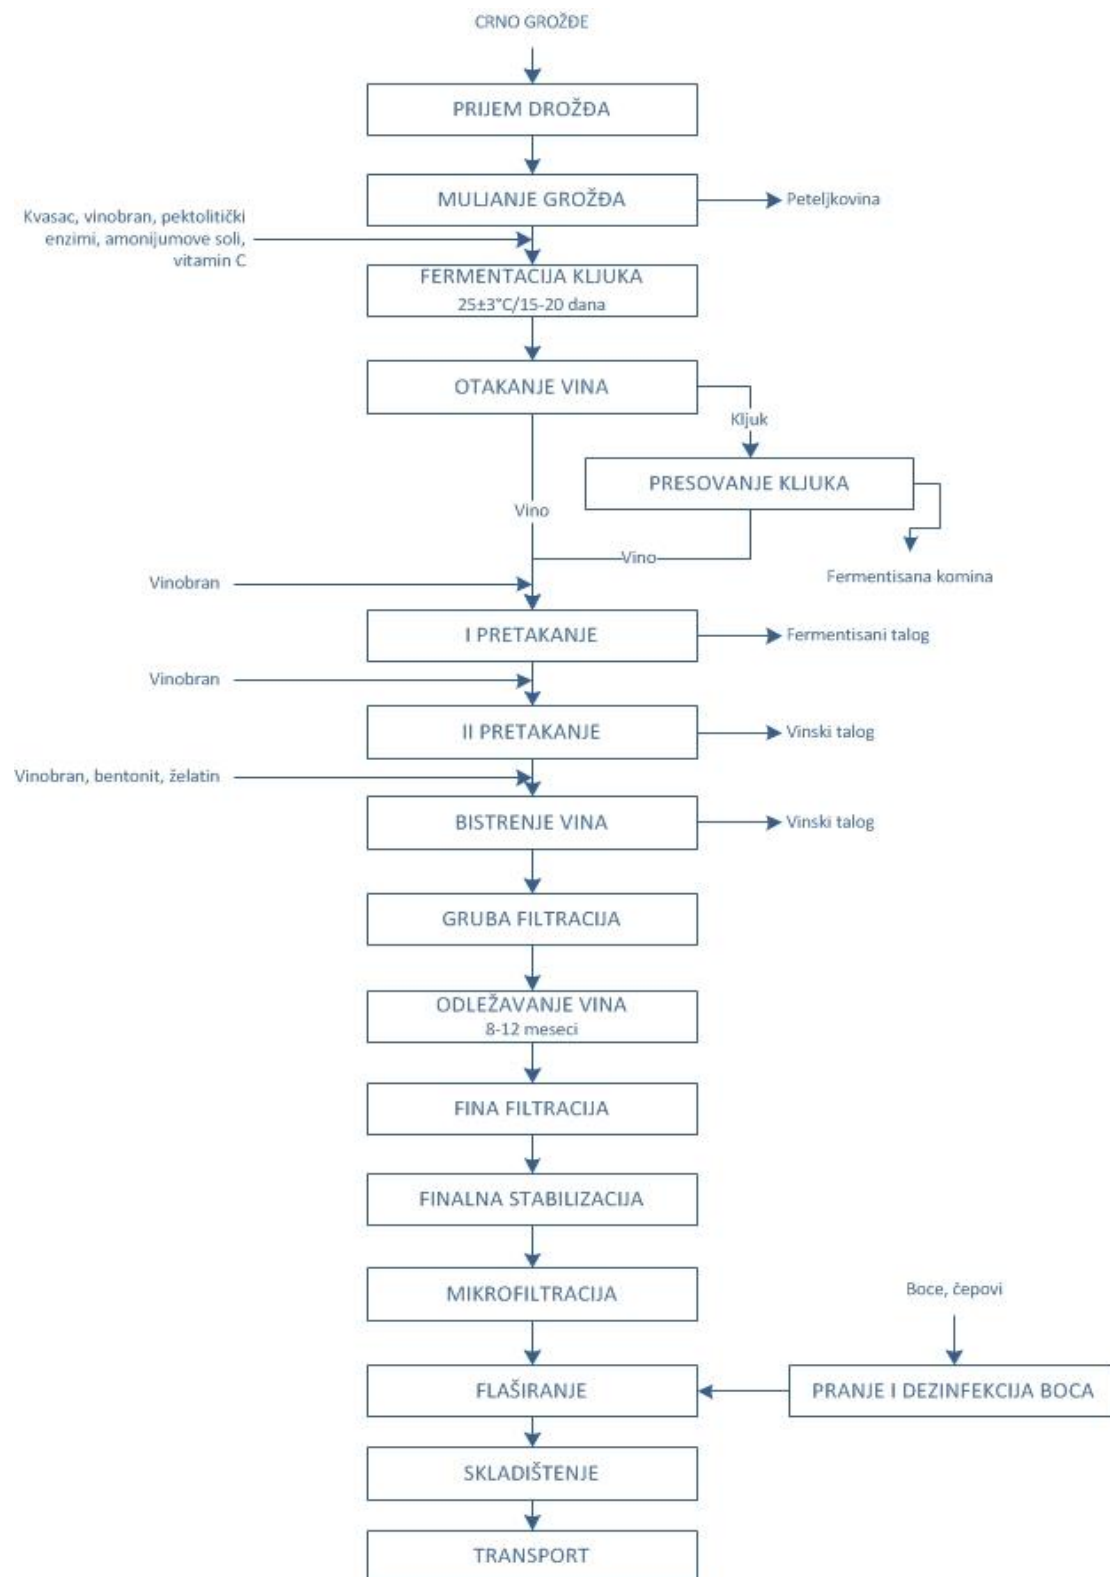 CRNO GROŽĐE
PRIJEM DROŽĐA
MULJANJE GROŽĐA
Peteljkovina
Kvasac, vinobran, pektolitički
enzimi, amonijumove soli,
vitamin C
FERMENTACIJA KLJUKA
25±3°C/15-20 dana
OTAKANJE VINA
Kljuk
PRESOVANJE KLJUKA
Vino
Vino
Fermentisana komina
Vinobran
I PRETAKANJE
Fermentisani talog
Vinobran
II PRETAKANJE
Vinski talog
Vinobran, bentonit, želatin
BISTRENJE VINA
Vinski talog
GRUBA FILTRACIJA
ODLEŽAVANJE VINA
8-12 meseci
FINA FILTRACIJA
FINALNA STABILIZACIJA
MIKROFILTRACIJA
Boce, čepovi
FLAŠIRANJE
PRANJE I DEZINFEKCIJA BOCA
SKLADIŠTENJE
TRANSPORT